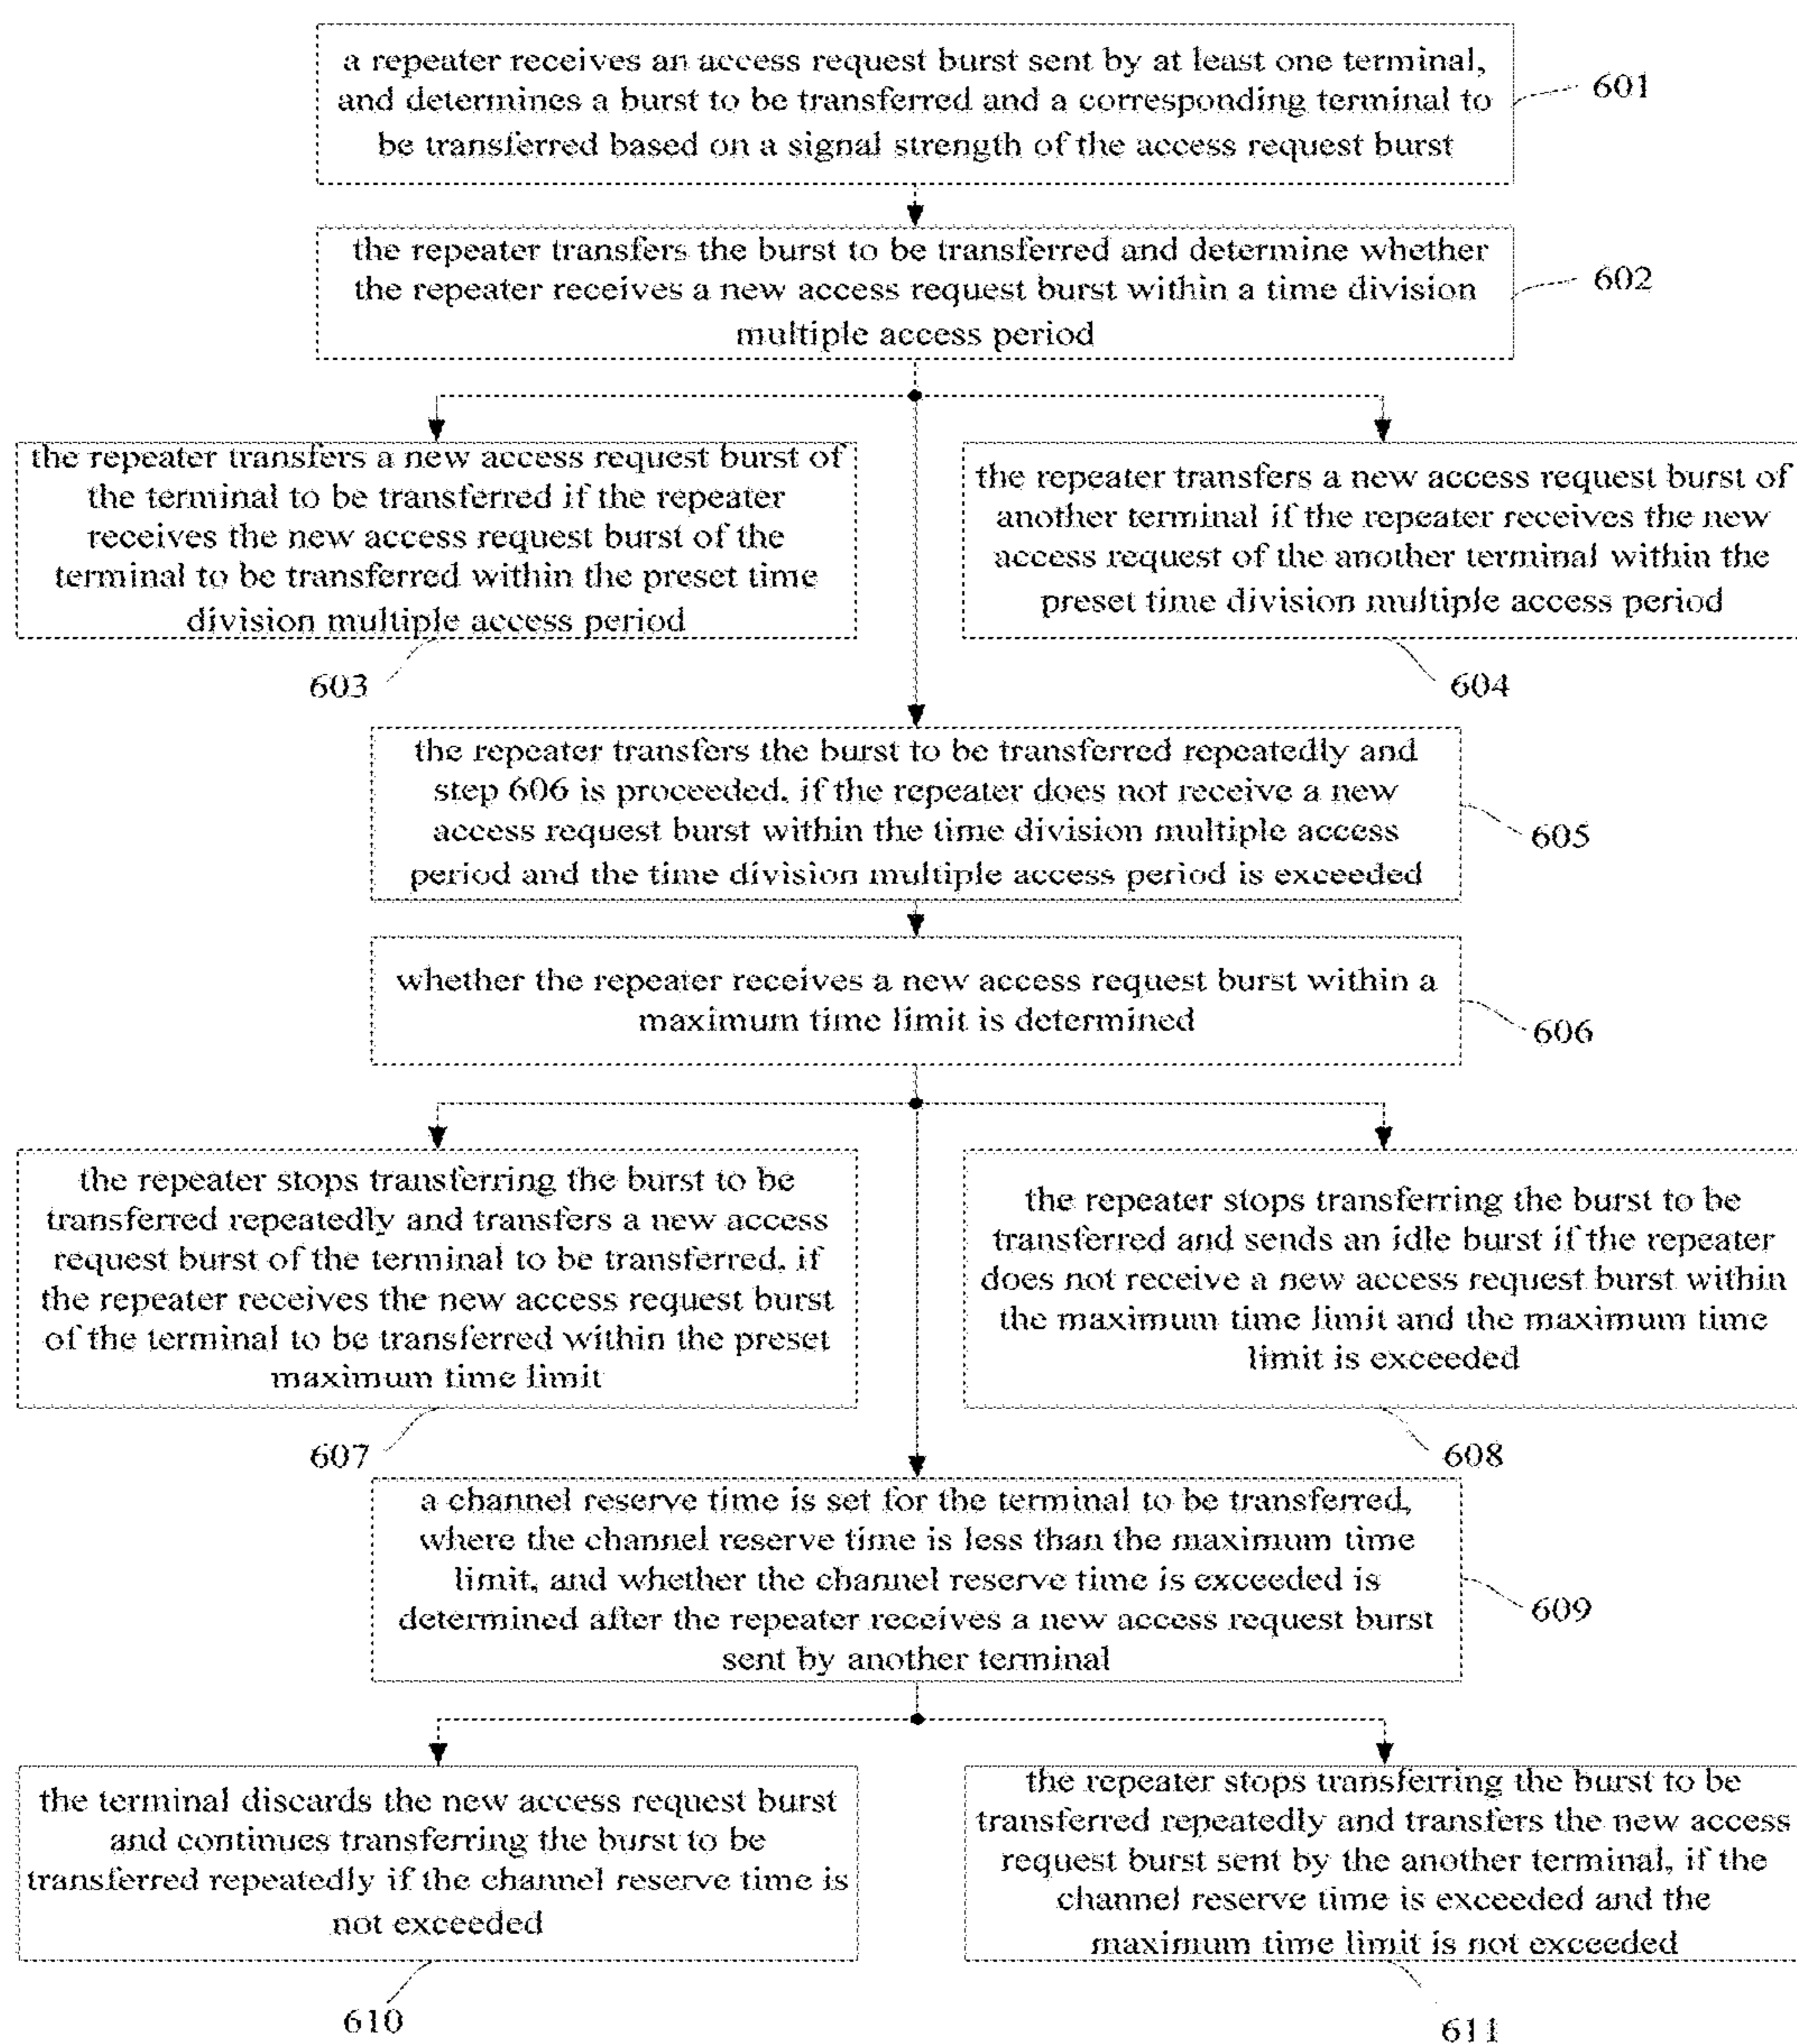 a repeater receives an access request burst sent by at least one terminal,
and determines a burst to be transferred and a corresponding terminal to
be transferred based on a signal strength of the access request burst
601
the repeater transfers the burst to be transferred and determine whether
the repeater receives a new access request burst within a time division
multiple access period
602
the repeater transfers a new access request burst of
the terminal to be transferred if the repeater
receives the new access request burst of the
terminal to be transferred within the preset time
division multiple access period
603
the repeater transfers a new access request burst of
another terminal if the repeater receives the new
access request of the another terminal within the
preset time division multiple access period
604
the repeater transfers the burst to be transferred repeatedly and
step 606 is proceeded, if the repeater does not receive a new
access request burst within the time division multiple access
period and the time division multiple access period is exceeded
605
whether the repeater receives a new access request burst within a
maximum time limit is determined
606
the repeater stops transferring the burst to be
transferred repeatedly and transfers a new access
request burst of the terminal to be transferred, if
the repeater receives the new access request burst
of the terminal to be transferred within the preset
maximum time limit
607
the repeater stops transferring the burst to be
transferred and sends an idle burst if the repeater
does not receive a new access request burst within
the maximum time limit and the maximum time
limit is exceeded
608
a channel reserve time is set for the terminal to be transferred,
where the channel reserve time is less than the maximum time
limit, and whether the channel reserve time is exceeded is
determined after the repeater receives a new access request burst
sent by another terminal
609
the terminal discards the new access request burst
and continues transferring the burst to be
transferred repeatedly if the channel reserve time is
not exceeded
610
the repeater stops transferring the burst to be
transferred repeatedly and transfers the new access
request burst sent by the another terminal, if the
channel reserve time is exceeded and the
maximum time limit is not exceeded
611